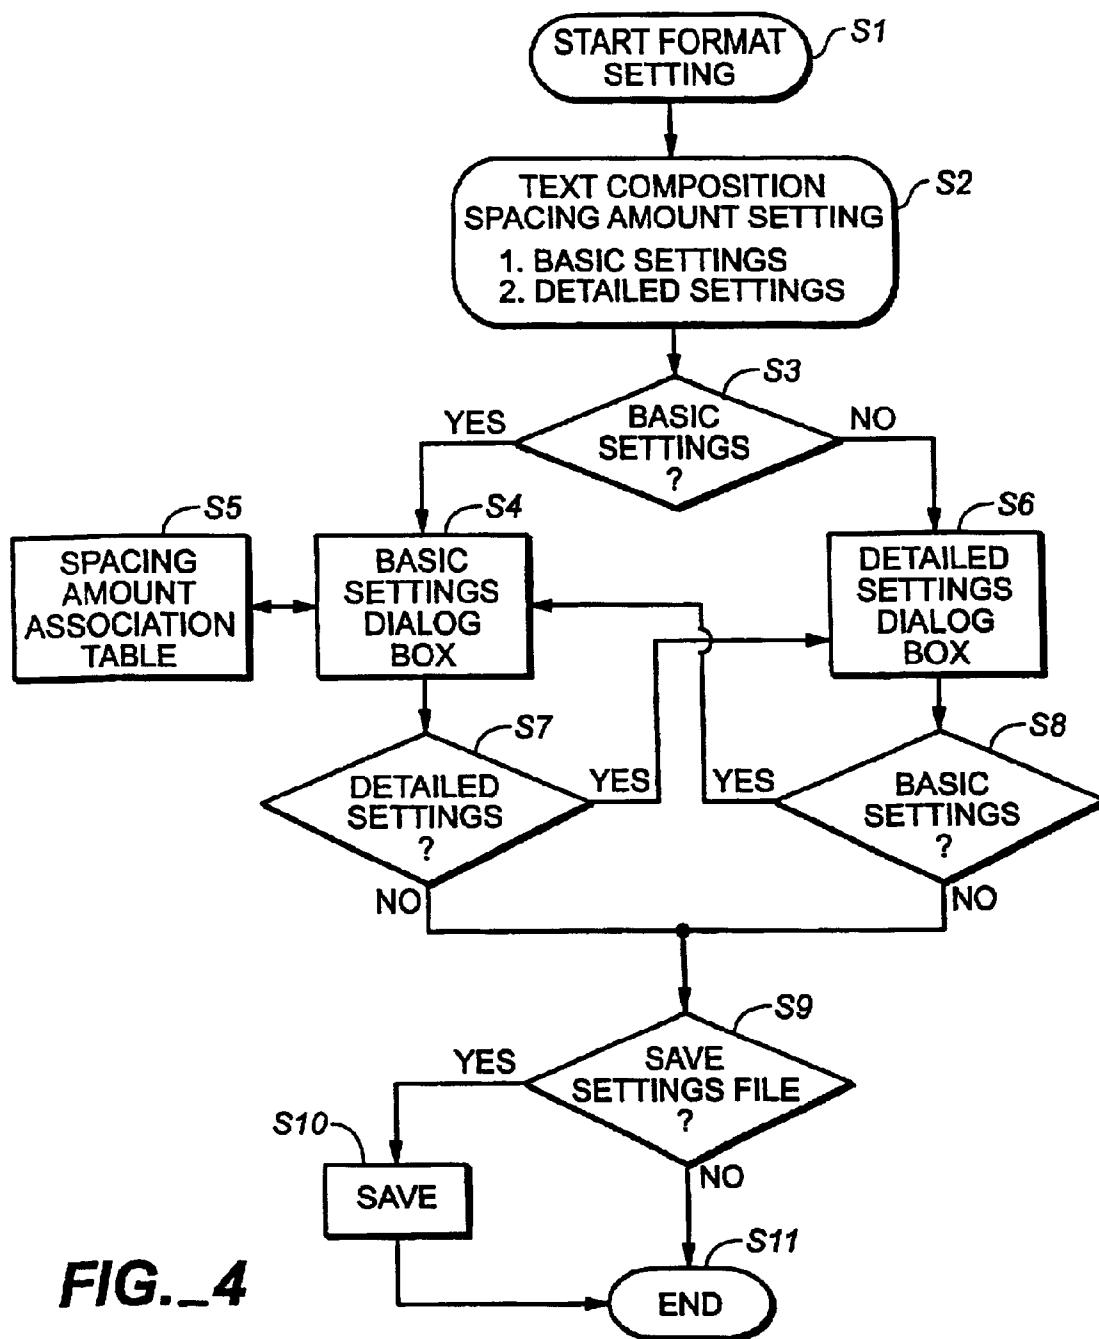 START FORMAT
SETTING
S1
TEXT COMPOSITION
SPACING AMOUNT SETTING
1. BASIC SETTINGS
2. DETAILED SETTINGS
S2
S3
BASIC
SETTINGS
?
YES
NO
S5
SPACING
AMOUNT
ASSOCIATION
TABLE
S4
BASIC
SETTINGS
DIALOG
BOX
S6
DETAILED
SETTINGS
DIALOG
BOX
S7
DETAILED
SETTINGS
?
YES
NO
S8
BASIC
SETTINGS
?
YES
NO
S9
SAVE
SETTINGS FILE
?
YES
NO
S10
SAVE
S11
END
FIG._4